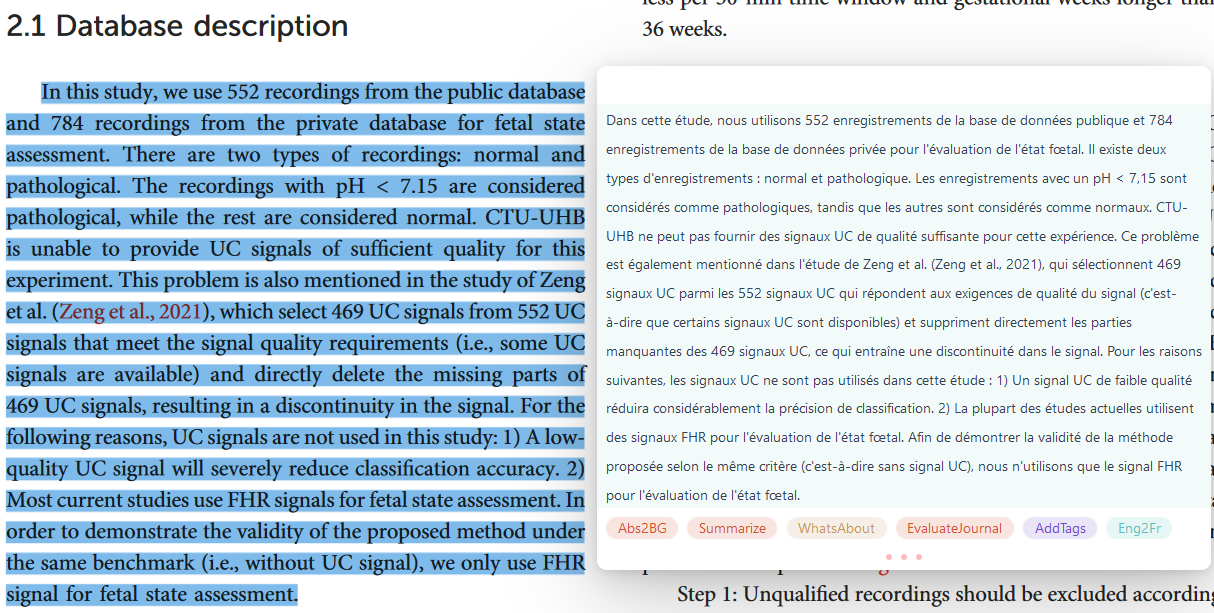 2.1 Database description
In this study, we use 552 recordings from the public database
and 784 recordings from the private database for fetal state
assessment. There are two types of recordings: normal and
pathological. The recordings with pH < 7.15 are considered
pathological, while the rest are considered normal. CTU-UHB
is unable to provide UC signals of sufficient quality for this
experiment. This problem is also mentioned in the study of Zeng
et al. (Zeng et al., 2021), which select 469 UC signals from 552 UC
signals that meet the signal quality requirements (i.e., some UC
signals are available) and directly delete the missing parts of
469 UC signals, resulting in a discontinuity in the signal. For the
following reasons, UC signals are not used in this study: 1) A low-
quality UC signal will severely reduce classification accuracy. 2)
Most current studies use FHR signals for fetal state assessment. In
order to demonstrate the validity of the proposed method under
the same benchmark (i.e., without UC signal), we only use FHR
signal for fetal state assessment.
less per 30-min time window and gestational weeks longer than
36 weeks.
Dans cette étude, nous utilisons 552 enregistrements de la base de données publique et 784
enregistrements de la base de données privée pour l'évaluation de l'état fœtal. Il existe deux
types d'enregistrements : normal et pathologique. Les enregistrements avec un pH < 7,15 sont
considérés comme pathologiques, tandis que les autres sont considérés comme normaux. CTU-
UHB ne peut pas fournir des signaux UC de qualité suffisante pour cette expérience. Ce problème
est également mentionné dans l'étude de Zeng et al. (Zeng et al., 2021), qui sélectionnent 469
signaux UC parmi les 552 signaux UC qui répondent aux exigences de qualité du signal (c'est-
à-dire que certains signaux UC sont disponibles) et suppriment directement les parties
manquantes des 469 signaux UC, ce qui entraîne une discontinuité dans le signal. Pour les raisons
suivantes, les signaux UC ne sont pas utilisés dans cette étude : 1) Un signal UC de faible qualité
réduira considérablement la précision de classification. 2) La plupart des études actuelles utilisent
des signaux FHR pour l'évaluation de l'état fœtal. Afin de démontrer la validité de la méthode
proposée selon le même critère (c'est-à-dire sans signal UC), nous n'utilisons que le signal FHR
pour l'évaluation de l'état fœtal.
Abs2BG Summarize WhatsAbout EvaluateJournal AddTags Eng2Fr
Step 1: Unqualified recordings should be excluded according